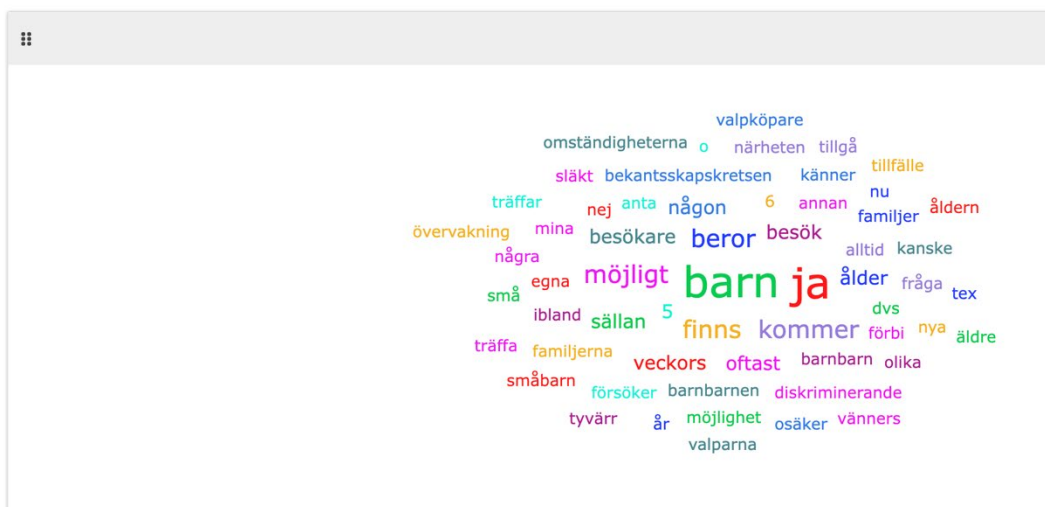 valpköpare
omständigheterna o närheten tillgå
släkt bekantsskapskretsen känner tillfälle
träffar nej anta någon 6 annan nu familjer åldern
övervakning mina besökare beror besök alltid kanske
några
små egna möjligt barn ja ålder fråga tex
ibland sällan 5 finns kommer dvs förbi nya äldre
träffa familjerna veckors oftast barnbarn olika
småbarn försöker barnbarnen diskriminerande
tyvärr år möjlighet osäker vänners
valparna